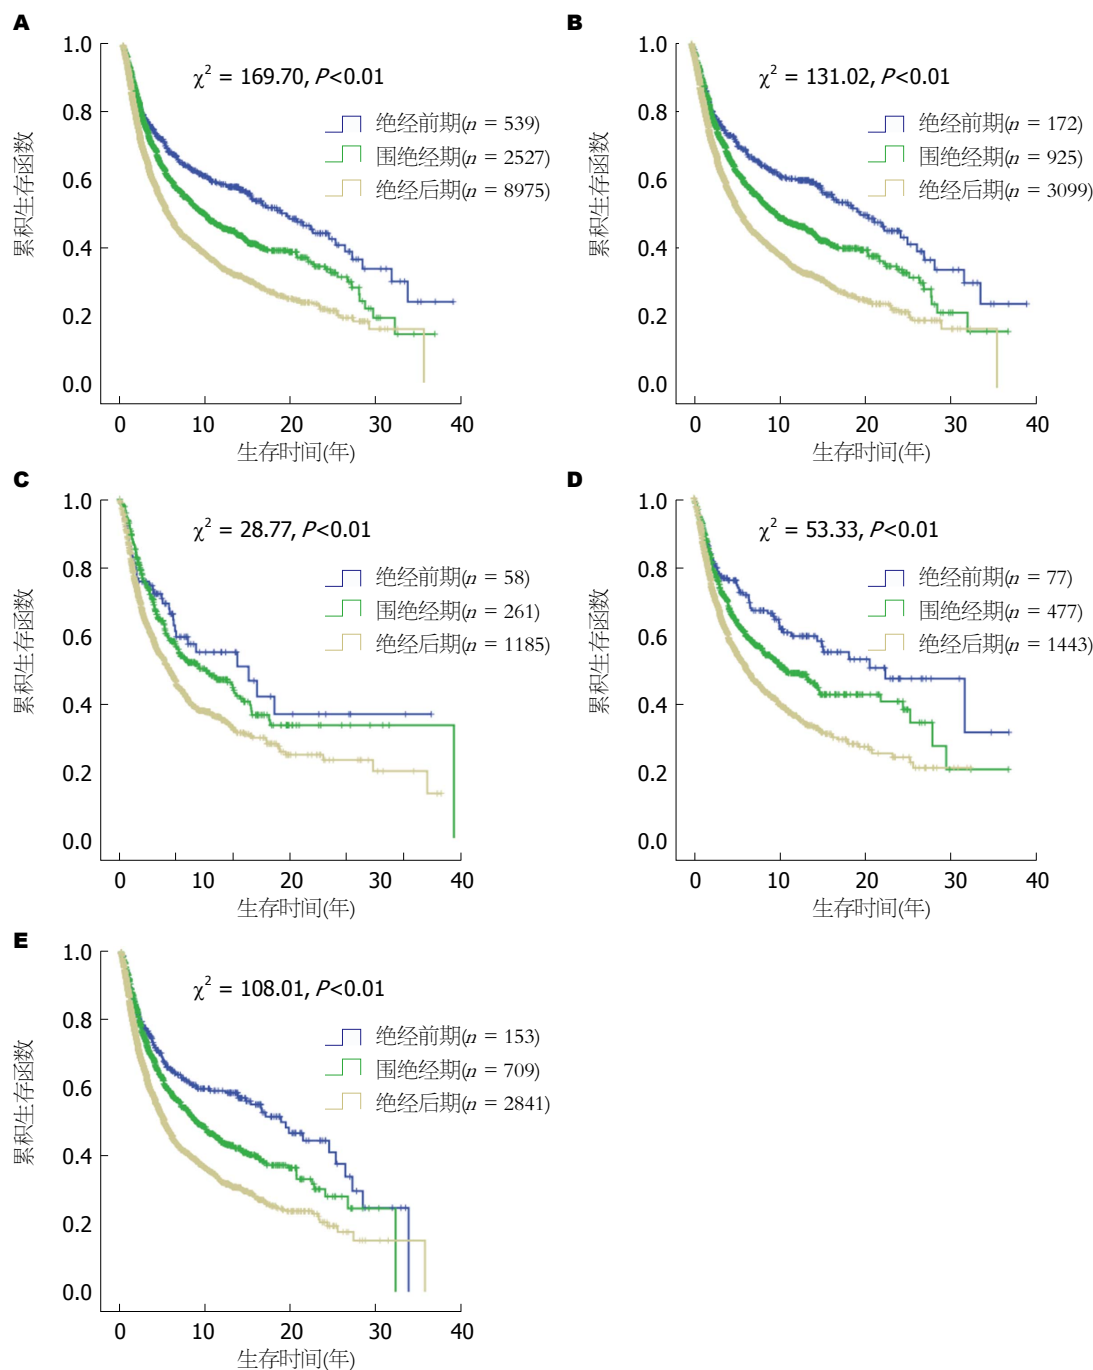 A
χ² = 169.70, P<0.01
绝经前期(n = 539)
围绝经期(n = 2527)
绝经后期(n = 8975)
累积生存函数
1.0
0.8
0.6
0.4
0.2
0.0
0 10 20 30 40
生存时间(年)
B
χ² = 131.02, P<0.01
绝经前期(n = 172)
围绝经期(n = 925)
绝经后期(n = 3099)
累积生存函数
1.0
0.8
0.6
0.4
0.2
0.0
0 10 20 30 40
生存时间(年)
C
χ² = 28.77, P<0.01
绝经前期(n = 58)
围绝经期(n = 261)
绝经后期(n = 1185)
累积生存函数
1.0
0.8
0.6
0.4
0.2
0.0
0 10 20 30 40
生存时间(年)
D
χ² = 53.33, P<0.01
绝经前期(n = 77)
围绝经期(n = 477)
绝经后期(n = 1443)
累积生存函数
1.0
0.8
0.6
0.4
0.2
0.0
0 10 20 30 40
生存时间(年)
E
χ² = 108.01, P<0.01
绝经前期(n = 153)
围绝经期(n = 709)
绝经后期(n = 2841)
累积生存函数
1.0
0.8
0.6
0.4
0.2
0.0
0 10 20 30 40
生存时间(年)